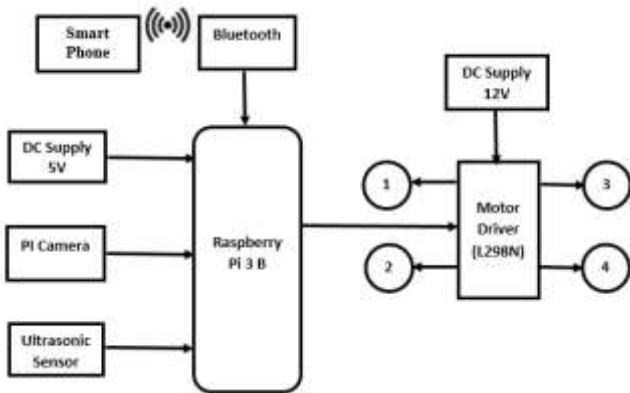 Smart
Phone
Bluetooth
DC Supply
12V
DC Supply
5V
PI Camera
Ultrasonic
Sensor
Raspberry
Pi 3 B
1
2
Motor
Driver
(L298N)
3
4